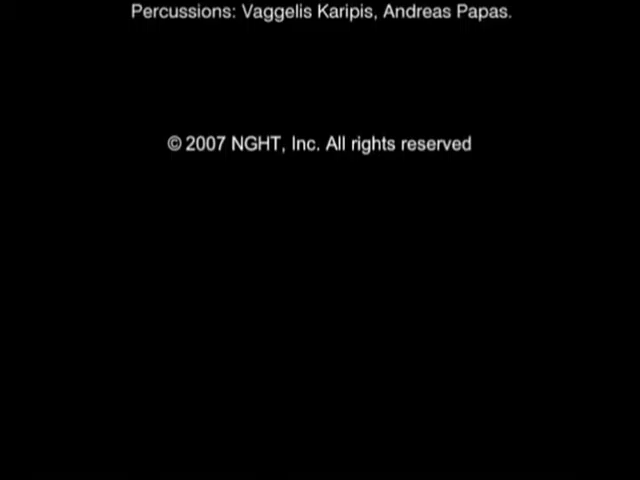 Percussions: Vaggelis Karipis, Andreas Papas.
© 2007 NGHT, Inc. All rights reserved